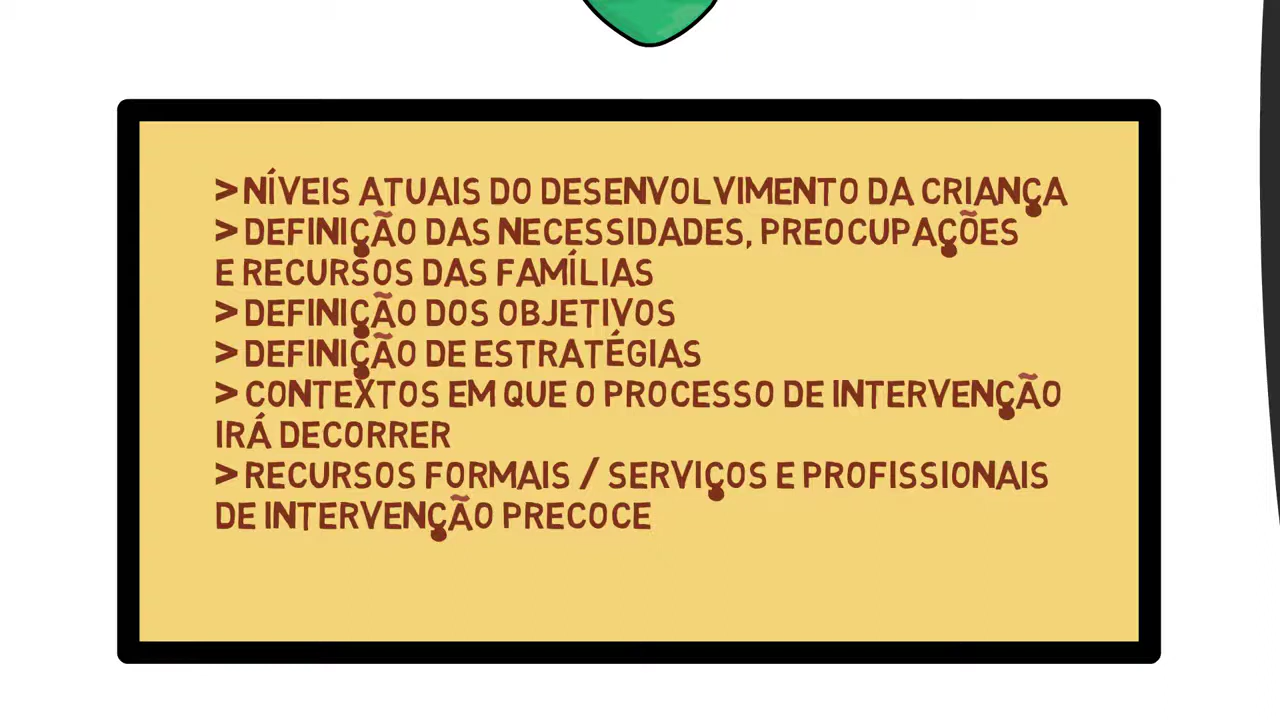 > NÍVEIS ATUAIS DO DESENVOLVIMENTO DA CRIANÇA
> DEFINIÇÃO DAS NECESSIDADES, PREOCUPAÇÕES
E RECURSOS DAS FAMÍLIAS
> DEFINIÇÃO DOS OBJETIVOS
> DEFINIÇÃO DE ESTRATÉGIAS
> CONTEXTOS EM QUE O PROCESSO DE INTERVENÇÃO
IRÁ DECORRER
> RECURSOS FORMAIS / SERVIÇOS E PROFISSIONAIS
DE INTERVENÇÃO PRECOCE